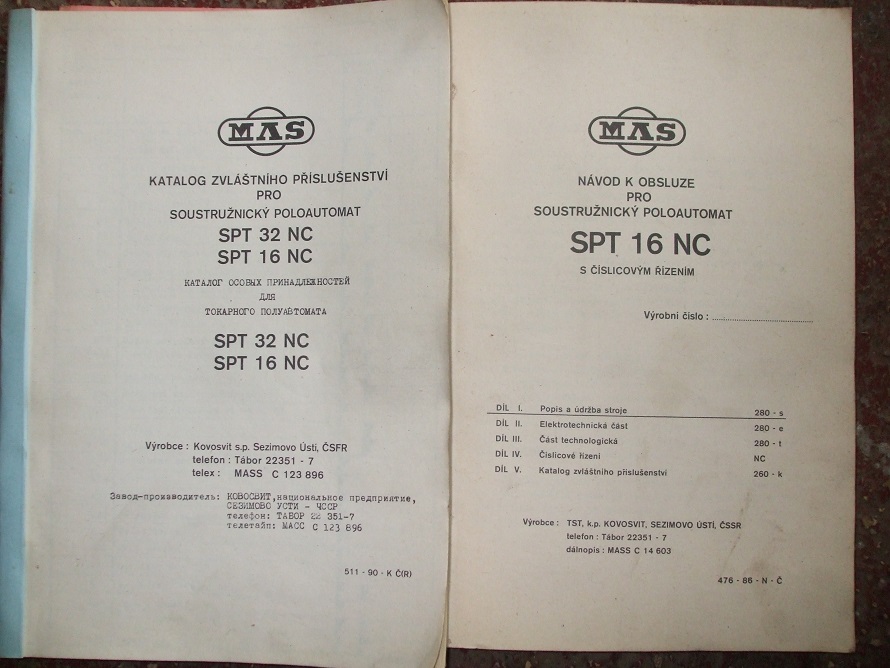 MAS
KATALOG ZVLÁŠTNÍHO PŘÍSLUŠENSTVÍ
PRO
SOUSTRUŽNICKÝ POLOAUTOMAT
SPT 32 NC
SPT 16 NC
КАТАЛОГ ОСОВЫХ ПРИНАДЛЕЖНОСТЕЙ
ДЛЯ
ТОКАРНОГО ПОЛУАВТОМАТА
SPT 32 NC
SPT 16 NC
Výrobce : Kovosvit s.p. Sezimovo Ústí, ČSFR
telefon : Tábor 22351 - 7
telex : MASS C 123 896
Завод-производитель: КОВОСВИТ,национальное предприятие,
СЕЗИМОВО УСТИ - ЧССР
телефон: ТАБОР 22 351-7
телетайп: МАСС С 123 896
511 - 90 - K Č(R)
MAS
NÁVOD K OBSLUZE
PRO
SOUSTRUŽNICKÝ POLOAUTOMAT
SPT 16 NC
S ČÍSLICOVÝM ŘÍZENÍM
Výrobní číslo : ..............................
DÍL I. Popis a údržba stroje 280 - s
DÍL II. Elektrotechnická část 280 - e
DÍL III. Část technologická 280 - t
DÍL IV. Číslicové řízení NC
DÍL V. Katalog zvláštního příslušenství 260 - k
Výrobce : TST, k.p. KOVOSVIT, SEZIMOVO ÚSTÍ, ČSSR
telefon : Tábor 22351 - 7
dálnopis : MASS C 14 603
476 - 86 - N - Č